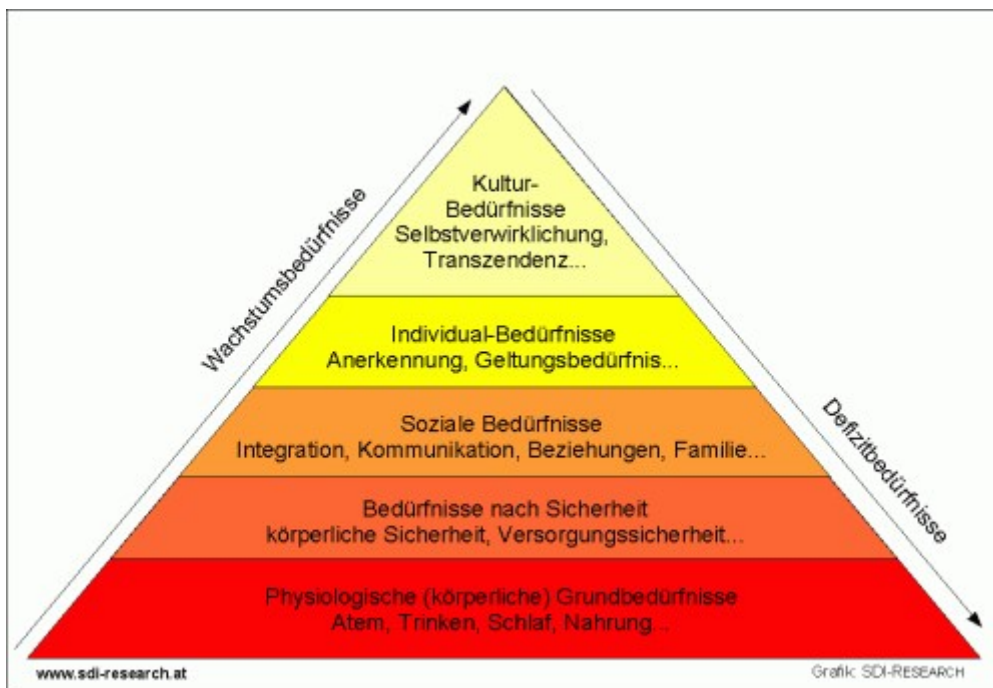 Kultur-
Bedürfnisse
Selbstverwirklichung,
Transzendenz...
Wachstumsbedürfnisse
Individual-Bedürfnisse
Anerkennung, Geltungsbedürfnis...
Defizitbedürfnisse
Soziale Bedürfnisse
Integration, Kommunikation, Beziehungen, Familie...
Bedürfnisse nach Sicherheit
körperliche Sicherheit, Versorgungssicherheit...
Physiologische (körperliche) Grundbedürfnisse
Atem, Trinken, Schlaf, Nahrung...
www.sdi-research.at
Grafik: SDI-RESEARCH